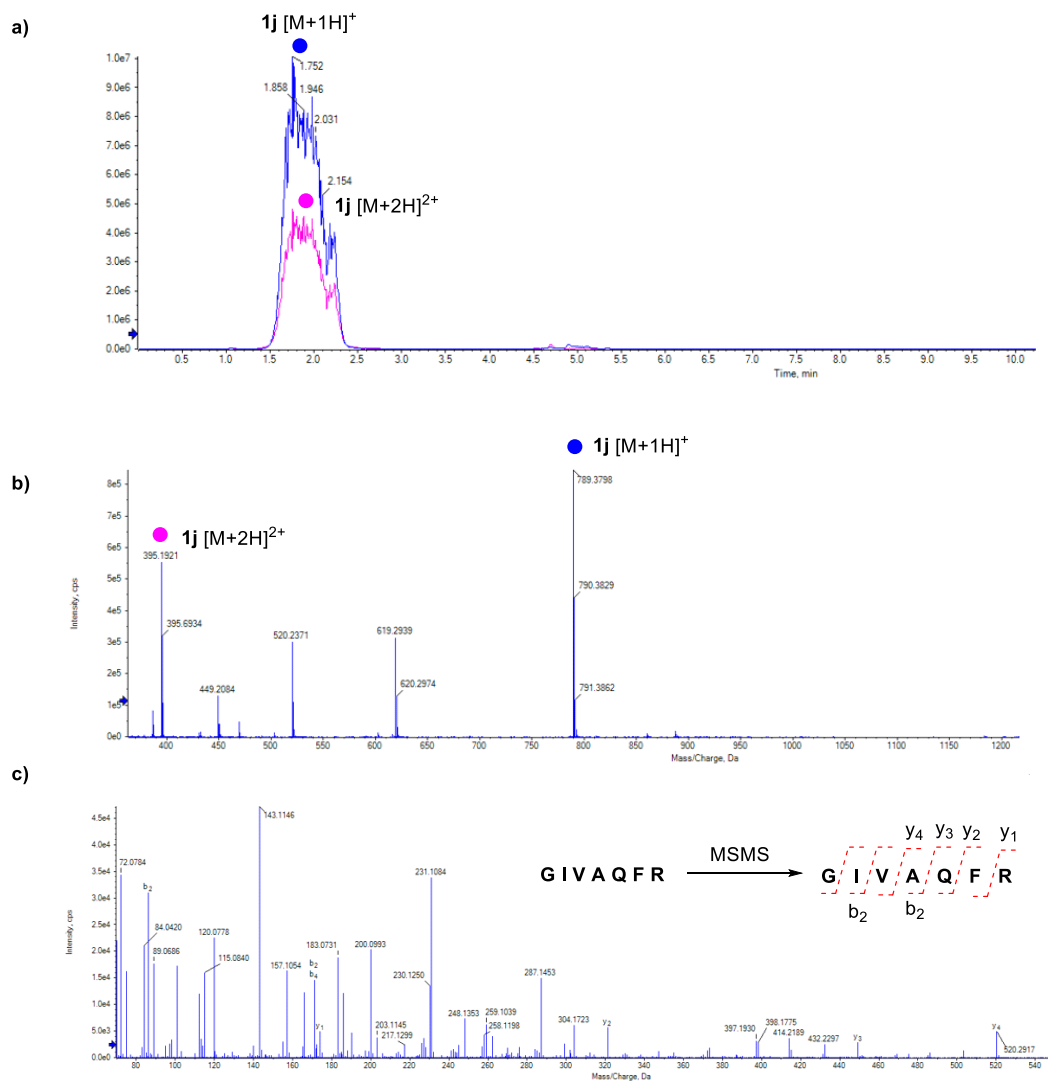 a)
1j [M+1H]+
1.0e7
9.0e6
8.0e6
7.0e6
6.0e6
5.0e6
4.0e6
3.0e6
2.0e6
1.0e6
0.0e0
1.752
1.858
1.946
2.031
2.154
1j [M+2H]2+
0.5 1.0 1.5 2.0 2.5 3.0 3.5 4.0 4.5 5.0 5.5 6.0 6.5 7.0 7.5 8.0 8.5 9.0 9.5 10.0
Time, min
b)
1j [M+1H]+
1j [M+2H]2+
Intensity, cps
8e5
7e5
6e5
5e5
4e5
3e5
2e5
1e5
0e0
395.1921
395.6934
449.2084
520.2371
619.2939
620.2974
789.3798
790.3829
791.3862
400 450 500 550 600 650 700 750 800 850 900 950 1000 1050 1100 1150 1200
Mass/Charge, Da
c)
Intensity, cps
4.5e4
4.0e4
3.5e4
3.0e4
2.5e4
2.0e4
1.5e4
1.0e4
5.0e3
0.0e0
72.0784
b2
84.0420
89.0686
115.0840
120.0778
143.1146
157.1054
b2
b4
y1
183.0731
200.0993
203.1145
217.1299
230.1250
231.1084
248.1353
259.1039
258.1198
287.1453
304.1723
y2
397.1930
398.1775
414.2189
432.2297
y3
y4
520.2917
G I V A Q F R
MSMS
y4 y3 y2 y1
G I V A Q F R
b2 b2
80 100 120 140 160 180 200 220 240 260 280 300 320 340 360 380 400 420 440 460 480 500 520 540
Mass/Charge, Da